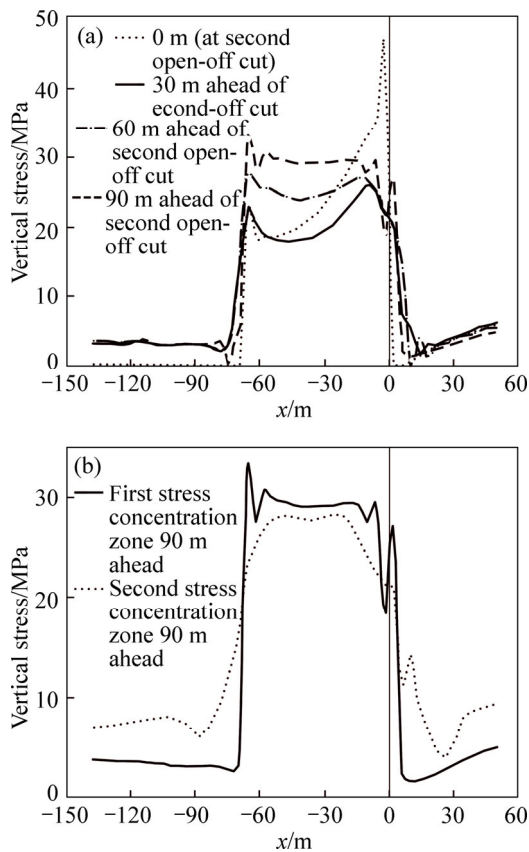 50
(a)
0 m (at second
open-off cut)
30 m ahead of
econd-off cut
60 m ahead of
second open-
off cut
90 m ahead of
second open-
off cut
40
30
20
10
0
Vertical stress/MPa
−150 −120 −90 −60 −30 0 30 60
x/m
(b)
First stress
concentration
zone 90 m
ahead
Second stress
concentration
zone 90 m
ahead
30
20
10
0
Vertical stress/MPa
−150 −120 −90 −60 −30 0 30 60
x/m